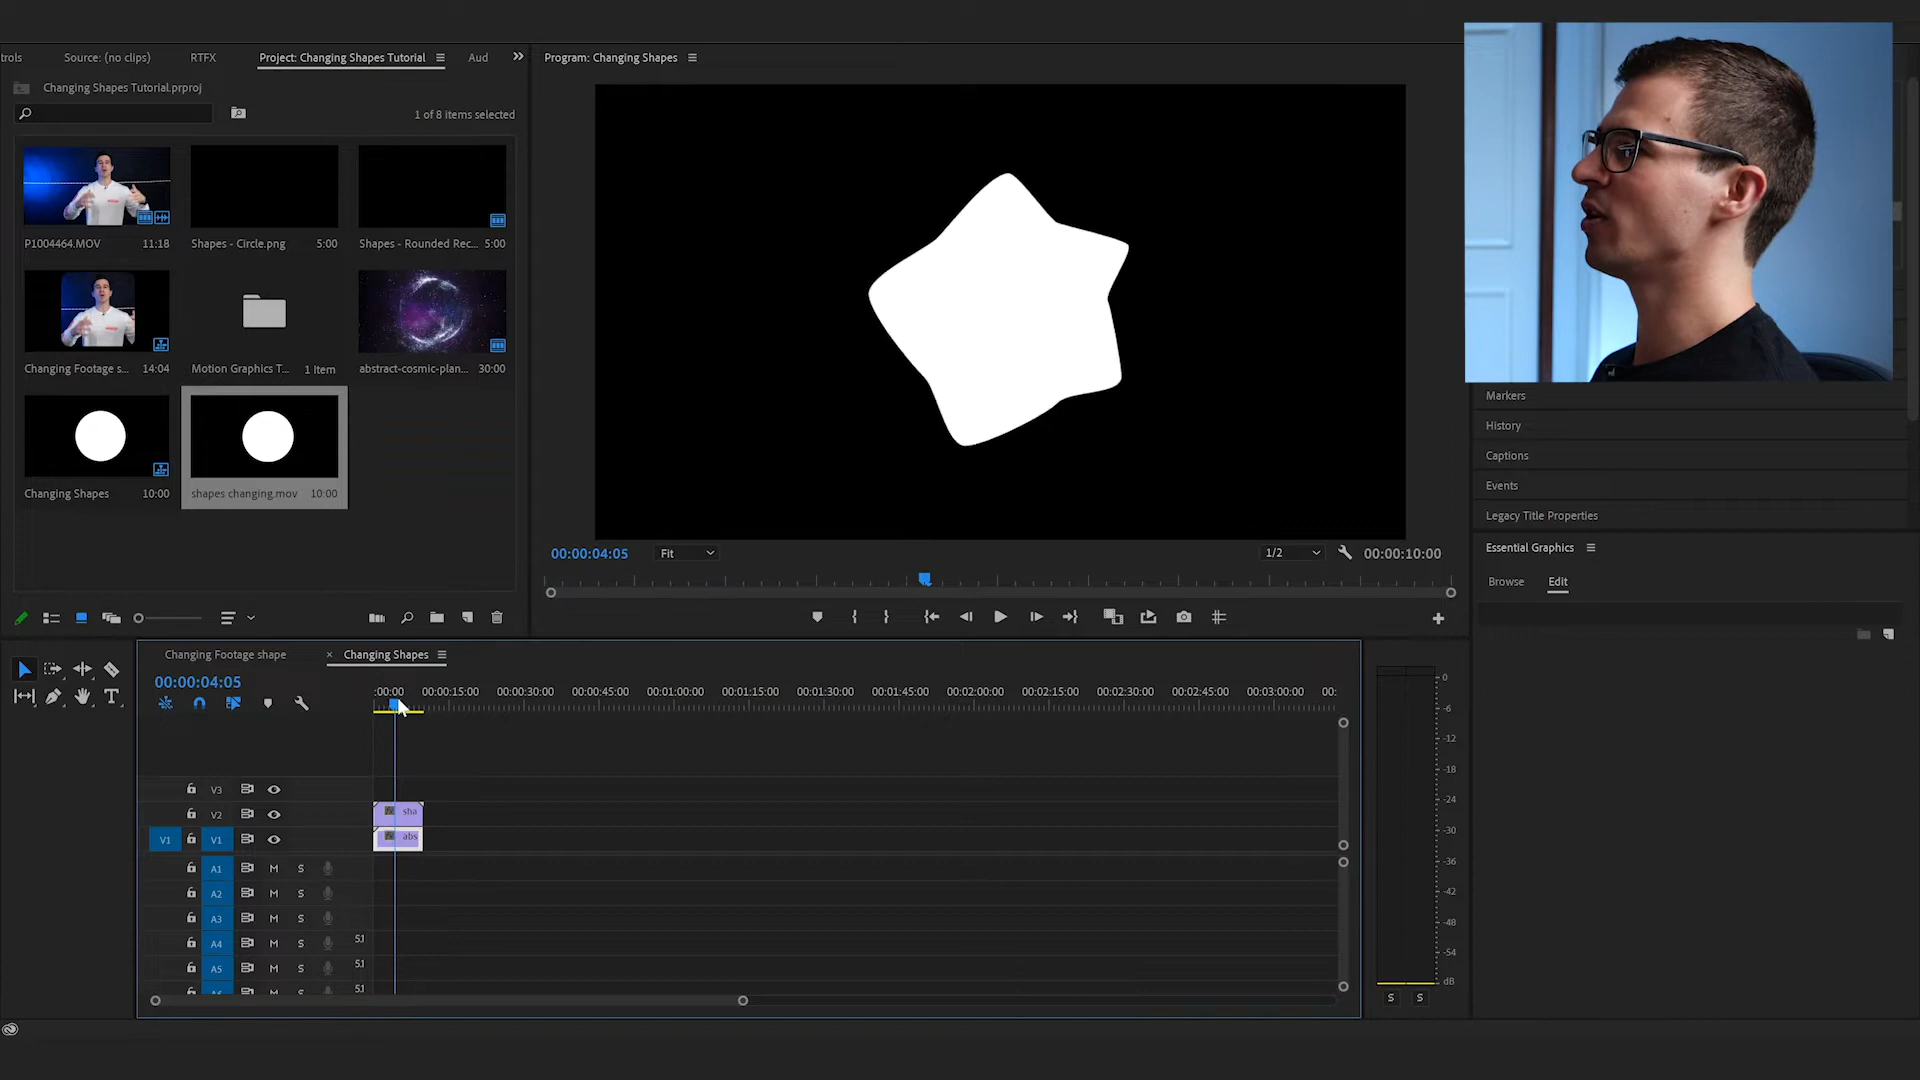 trols
Source: (no clips)
RTFX
Project: Changing Shapes Tutorial
Aud
Program: Changing Shapes
Changing Shapes Tutorial.prproj
1 of 8 items selected
P1004464.MOV 11:18
Shapes - Circle.png 5:00
Shapes - Rounded Rec... 5:00
Changing Footage s... 14:04
Motion Graphics T... 1 Item
abstract-cosmic-plan... 30:00
Changing Shapes 10:00
shapes changing.mov 10:00
00:00:04:05
Fit
1/2
00:00:10:00
Markers
History
Captions
Events
Legacy Title Properties
Essential Graphics
Browse
Edit
Changing Footage shape
× Changing Shapes
00:00:04:05
:00:00 00:00:15:00 00:00:30:00 00:00:45:00 00:01:00:00 00:01:15:00 00:01:30:00 00:01:45:00 00:02:00:00 00:02:15:00 00:02:30:00 00:02:45:00 00:03:00:00 00:
V3
V2
sha
V1 V1
abs
A1 M S
A2 M S
A3 M S
A4 M S 5.1
A5 M S 5.1
A6 M S 5.1
0
-6
-12
-18
-24
-30
-36
-42
-48
-54
dB
S S